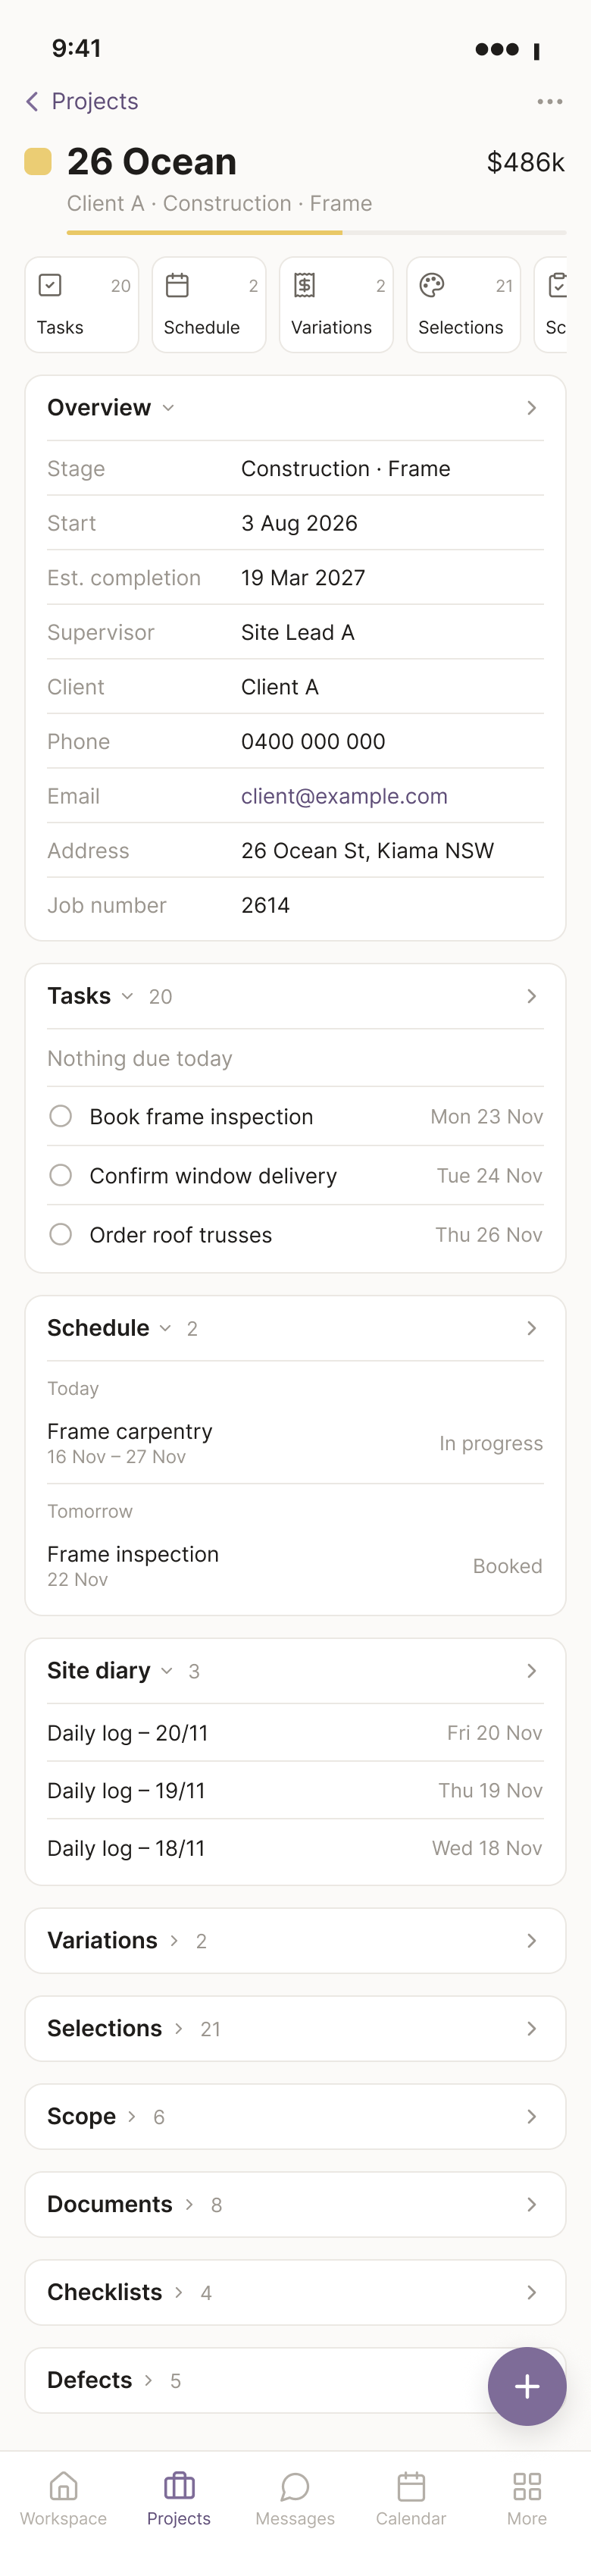 9:41
Projects
26 Ocean $486k
Client A · Construction · Frame
20 2 2 21
Tasks Schedule Variations Selections Sc
Overview
Stage Construction · Frame
Start 3 Aug 2026
Est. completion 19 Mar 2027
Supervisor Site Lead A
Client Client A
Phone 0400 000 000
Email client@example.com
Address 26 Ocean St, Kiama NSW
Job number 2614
Tasks 20
Nothing due today
Book frame inspection Mon 23 Nov
Confirm window delivery Tue 24 Nov
Order roof trusses Thu 26 Nov
Schedule 2
Today
Frame carpentry In progress
16 Nov – 27 Nov
Tomorrow
Frame inspection Booked
22 Nov
Site diary 3
Daily log – 20/11 Fri 20 Nov
Daily log – 19/11 Thu 19 Nov
Daily log – 18/11 Wed 18 Nov
Variations 2
Selections 21
Scope 6
Documents 8
Checklists 4
Defects 5
Workspace Projects Messages Calendar More